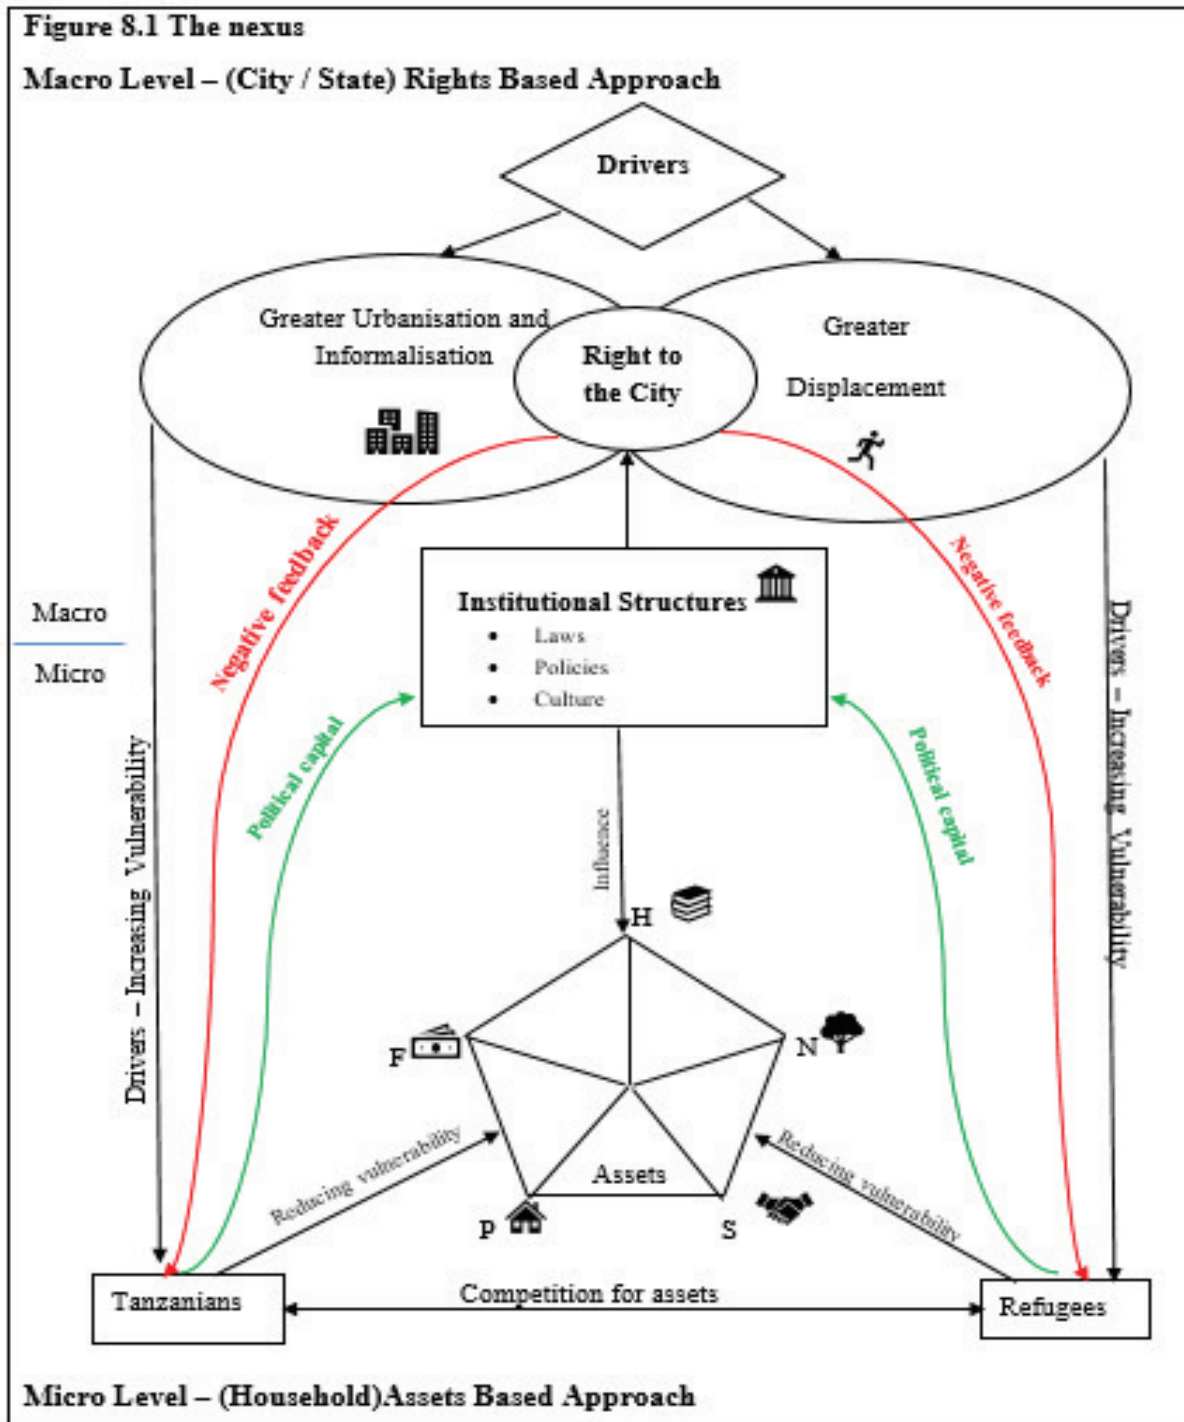 Figure 8.1 The nexus
Macro Level – (City / State) Rights Based Approach
Drivers
Greater Urbanisation and
Informalisation
Right to
the City
Greater
Displacement
Negative feedback
Negative feedback
Institutional Structures
• Laws
• Policies
• Culture
Macro
Micro
Drivers – Increasing Vulnerability
Political capital
Political capital
Drivers – Increasing Vulnerability
Influence
H
F
N
Reducing vulnerability
Reducing vulnerability
Assets
P
S
Tanzanians
Competition for assets
Refugees
Micro Level – (Household)Assets Based Approach